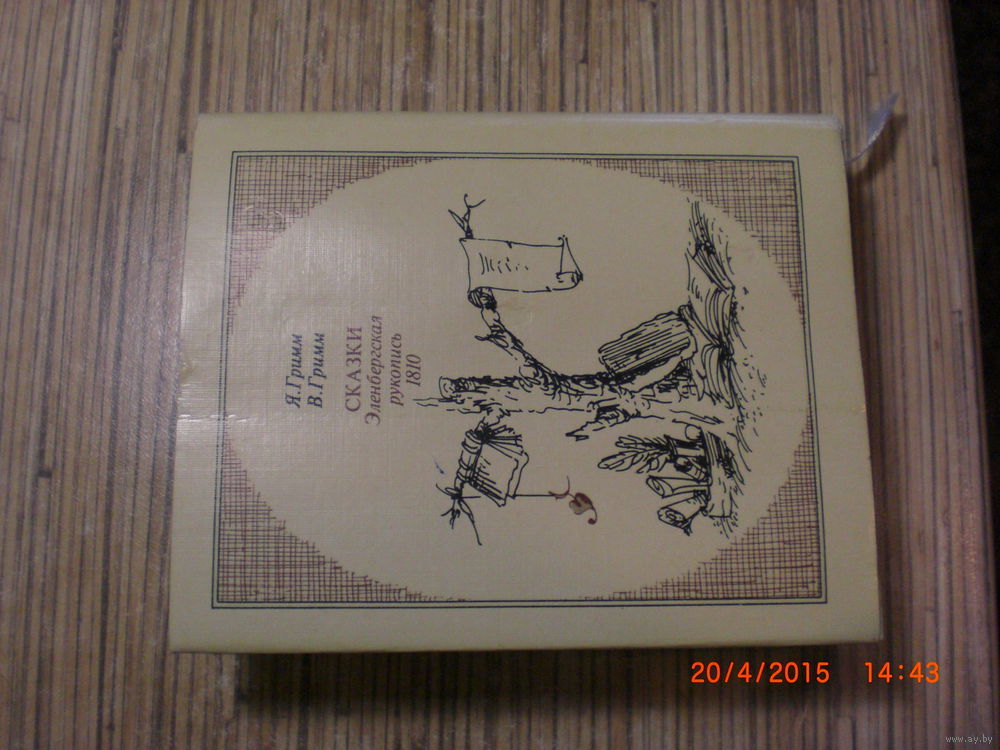 Я.Гримм
В.Гримм
СКАЗКИ
Эленбергская
рукопись
1810
20/4/2015 14:43
www.ay.by